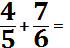 4/5 + 7/6 =